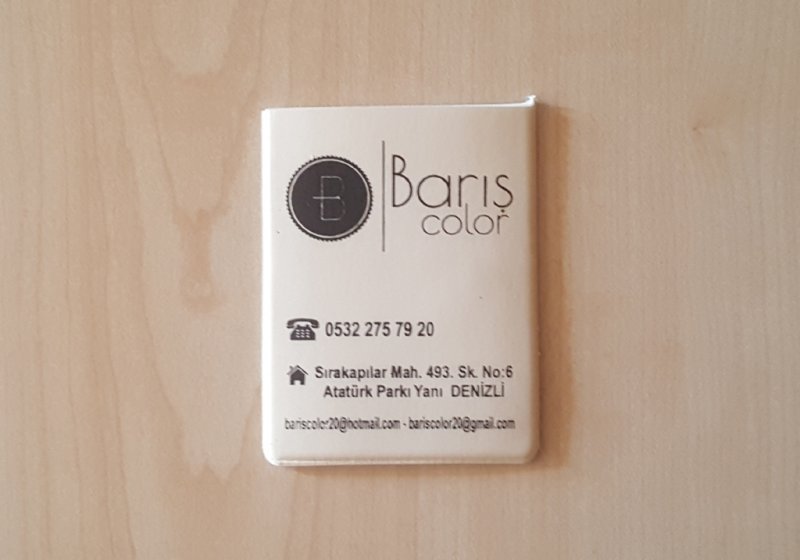 B
Barış
color
0532 275 79 20
Sırakapılar Mah. 493. Sk. No:6
Atatürk Parkı Yanı DENİZLİ
bariscolor20@hotmail.com - bariscolor20@gmail.com